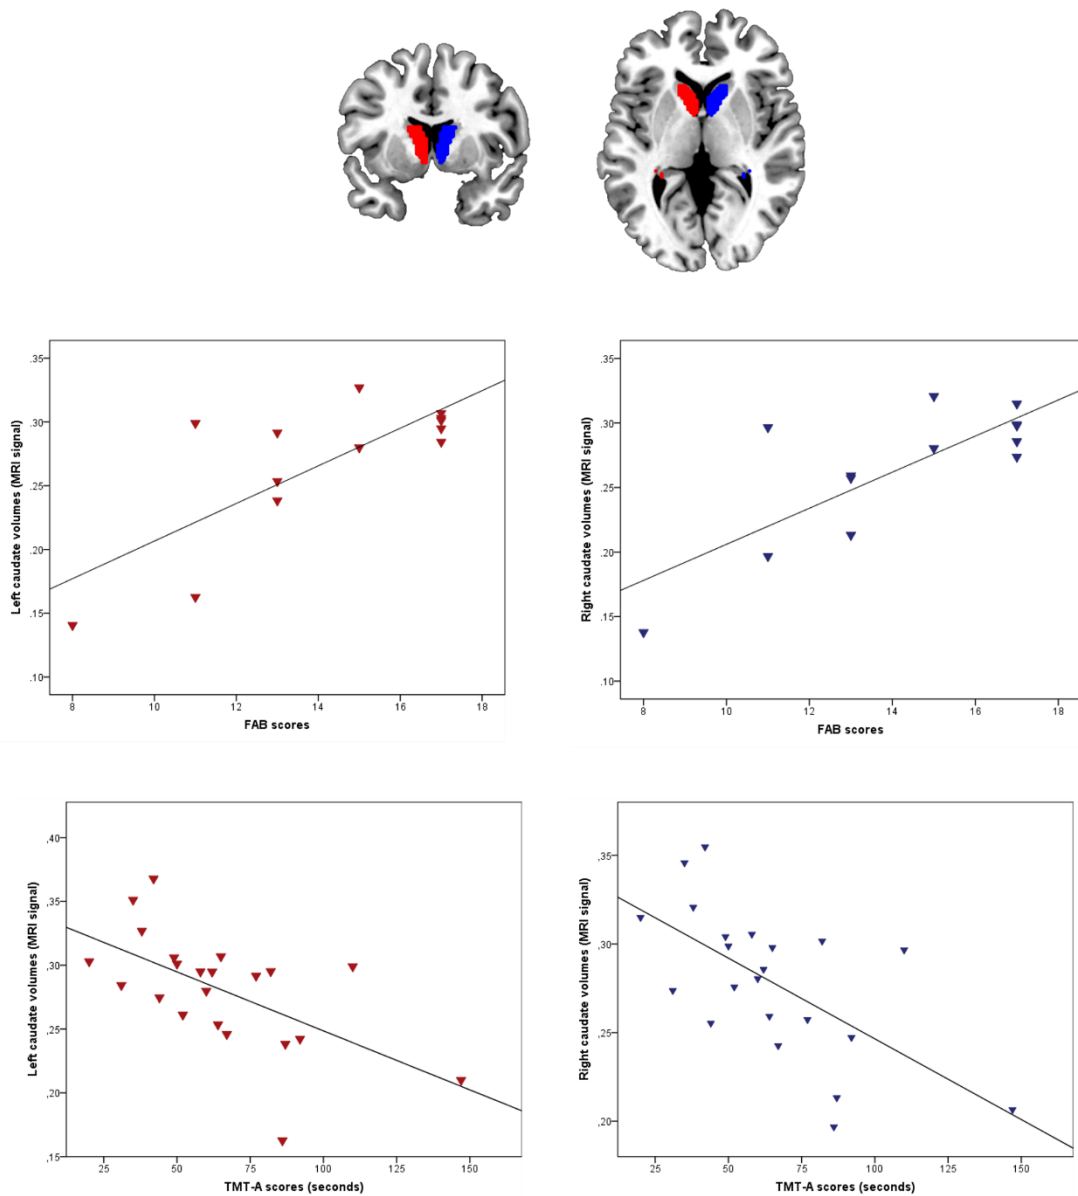 .35
.30
.25
.20
.15
.10
Left caudate volumes (MRI signal)
8 10 12 14 16 18
FAB scores
.35
.30
.25
.20
.15
.10
Right caudate volumes (MRI signal)
8 10 12 14 16 18
FAB scores
,40
,35
,30
,25
,20
,15
Left caudate volumes (MRI signal)
25 50 75 100 125 150
TMT-A scores (seconds)
,35
,30
,25
,20
Right caudate volumes (MRI signal)
25 50 75 100 125 150
TMT-A scores (seconds)